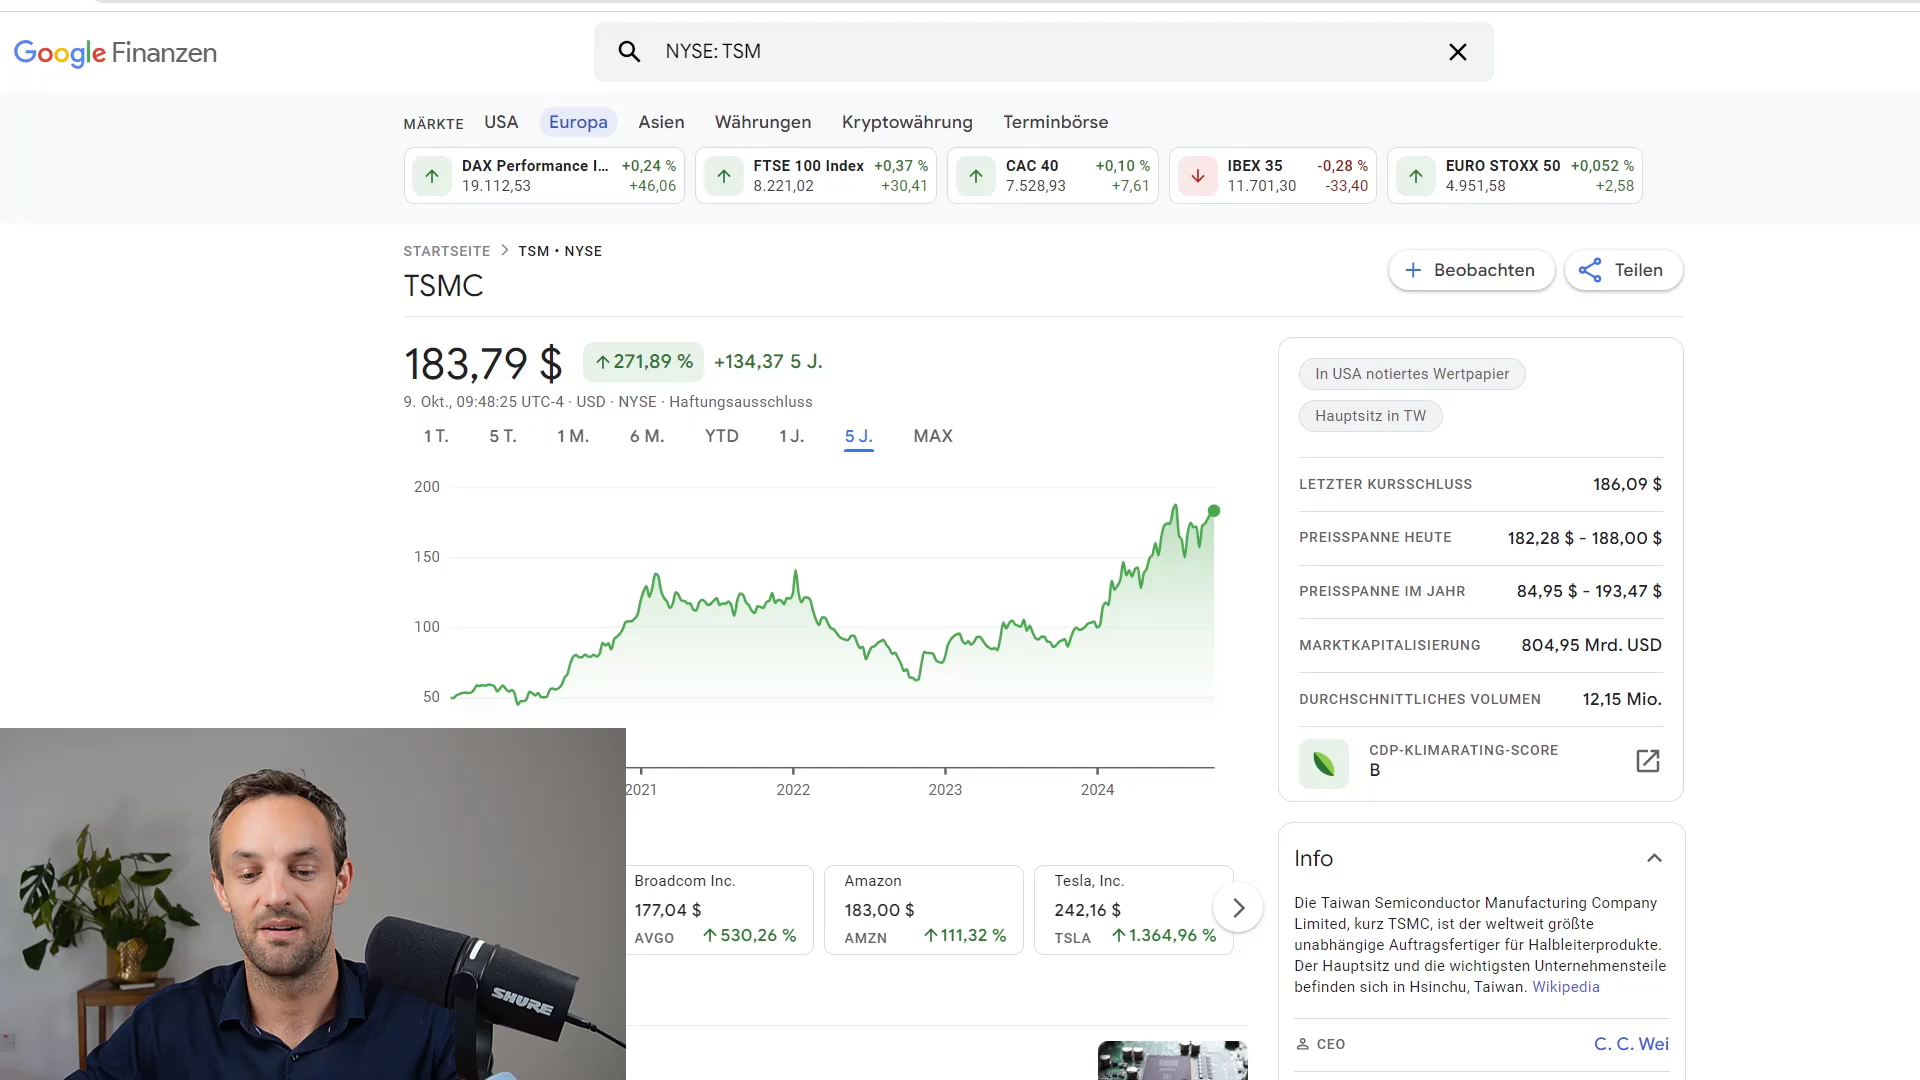 Google Finanzen
NYSE: TSM
MÄRKTE USA Europa Asien Währungen Kryptowährung Terminbörse
DAX Performance I... +0,24 %
19.112,53 +46,06
FTSE 100 Index +0,37 %
8.221,02 +30,41
CAC 40 +0,10 %
7.528,93 +7,61
IBEX 35 -0,28 %
11.701,30 -33,40
EURO STOXX 50 +0,052 %
4.951,58 +2,58
STARTSEITE > TSM • NYSE
TSMC
+ Beobachten
Teilen
183,79 $ ↑271,89 % +134,37 5 J.
9. Okt., 09:48:25 UTC-4 · USD · NYSE · Haftungsausschluss
1 T. 5 T. 1 M. 6 M. YTD 1 J. 5 J. MAX
200
150
100
50
2021 2022 2023 2024
Broadcom Inc.
177,04 $
AVGO ↑530,26 %
Amazon
183,00 $
AMZN ↑111,32 %
Tesla, Inc.
242,16 $
TSLA ↑1.364,96 %
In USA notiertes Wertpapier
Hauptsitz in TW
LETZTER KURSSCHLUSS 186,09 $
PREISSPANNE HEUTE 182,28 $ - 188,00 $
PREISSPANNE IM JAHR 84,95 $ - 193,47 $
MARKTKAPITALISIERUNG 804,95 Mrd. USD
DURCHSCHNITTLICHES VOLUMEN 12,15 Mio.
CDP-KLIMARATING-SCORE
B
Info
Die Taiwan Semiconductor Manufacturing Company
Limited, kurz TSMC, ist der weltweit größte
unabhängige Auftragsfertiger für Halbleiterprodukte.
Der Hauptsitz und die wichtigsten Unternehmensteile
befinden sich in Hsinchu, Taiwan. Wikipedia
CEO C. C. Wei
SHURE